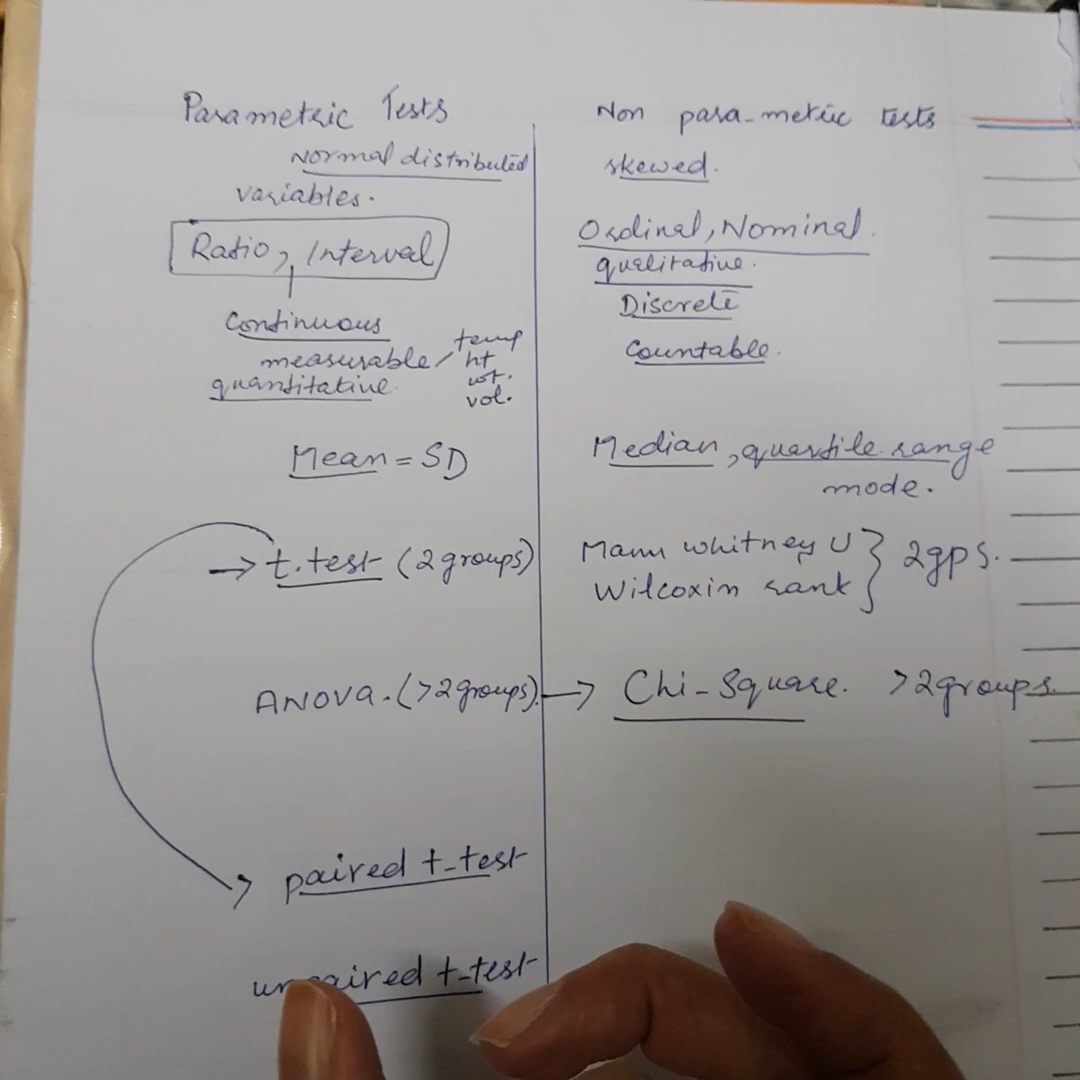 Parametric Tests
Normal distributed
variables.
Ratio, Interval
Continuous
measurable / temp
ht
wt.
vol.
quantitative.
Mean = SD
→ t.test (2 groups)
ANOVA. (>2 groups). →
paired t-test
unpaired t-test
Non para-metric tests
skewed.
Ordinal, Nominal.
qualitative.
Discrete
Countable.
Median, quartile range
mode.
Mann Whitney U } 2gps.
Wilcoxin rank
Chi-Square. >2groups.